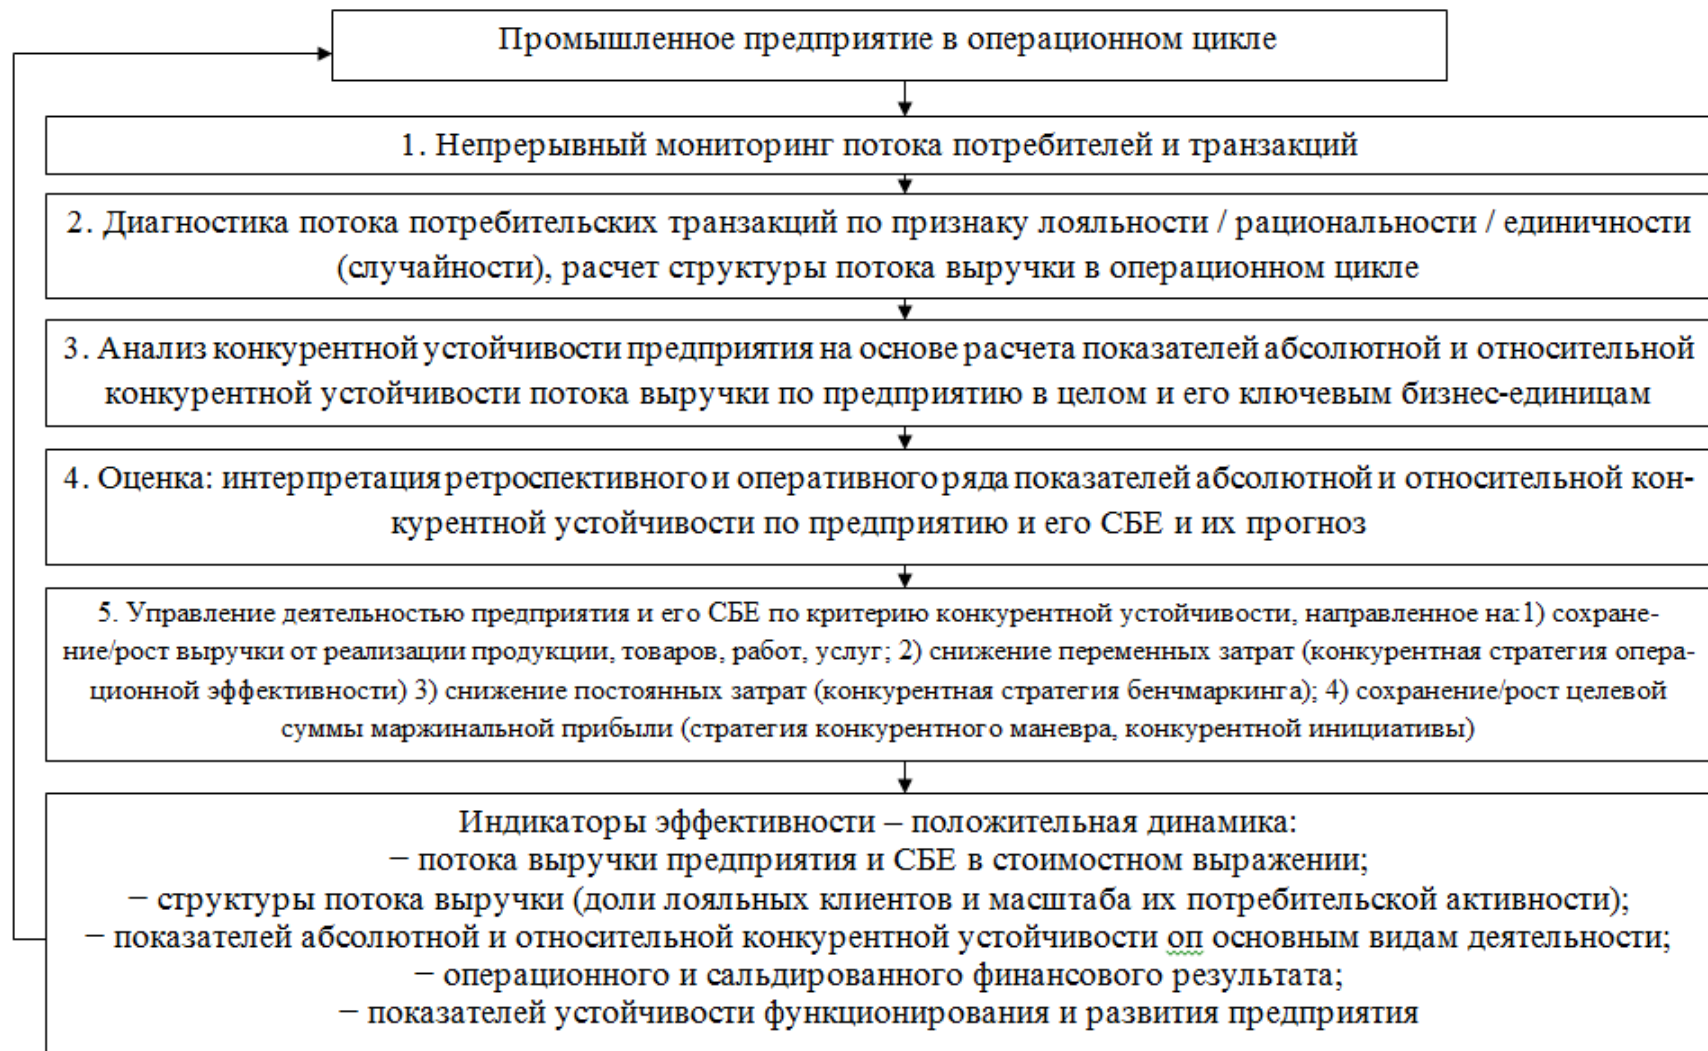 Промышленное предприятие в операционном цикле
1. Непрерывный мониторинг потока потребителей и транзакций
2. Диагностика потока потребительских транзакций по признаку лояльности / рациональности / единичности
(случайности), расчет структуры потока выручки в операционном цикле
3. Анализ конкурентной устойчивости предприятия на основе расчета показателей абсолютной и относительной
конкурентной устойчивости потока выручки по предприятию в целом и его ключевым бизнес-единицам
4. Оценка: интерпретация ретроспективного и оперативного ряда показателей абсолютной и относительной кон-
курентной устойчивости по предприятию и его СБЕ и их прогноз
5. Управление деятельностью предприятия и его СБЕ по критерию конкурентной устойчивости, направленное на:1) сохране-
ние/рост выручки от реализации продукции, товаров, работ, услуг; 2) снижение переменных затрат (конкурентная стратегия опера-
ционной эффективности) 3) снижение постоянных затрат (конкурентная стратегия бенчмаркинга); 4) сохранение/рост целевой
суммы маржинальной прибыли (стратегия конкурентного маневра, конкурентной инициативы)
Индикаторы эффективности – положительная динамика:
− потока выручки предприятия и СБЕ в стоимостном выражении;
− структуры потока выручки (доли лояльных клиентов и масштаба их потребительской активности);
− показателей абсолютной и относительной конкурентной устойчивости оп основным видам деятельности;
− операционного и сальдированного финансового результата;
− показателей устойчивости функционирования и развития предприятия